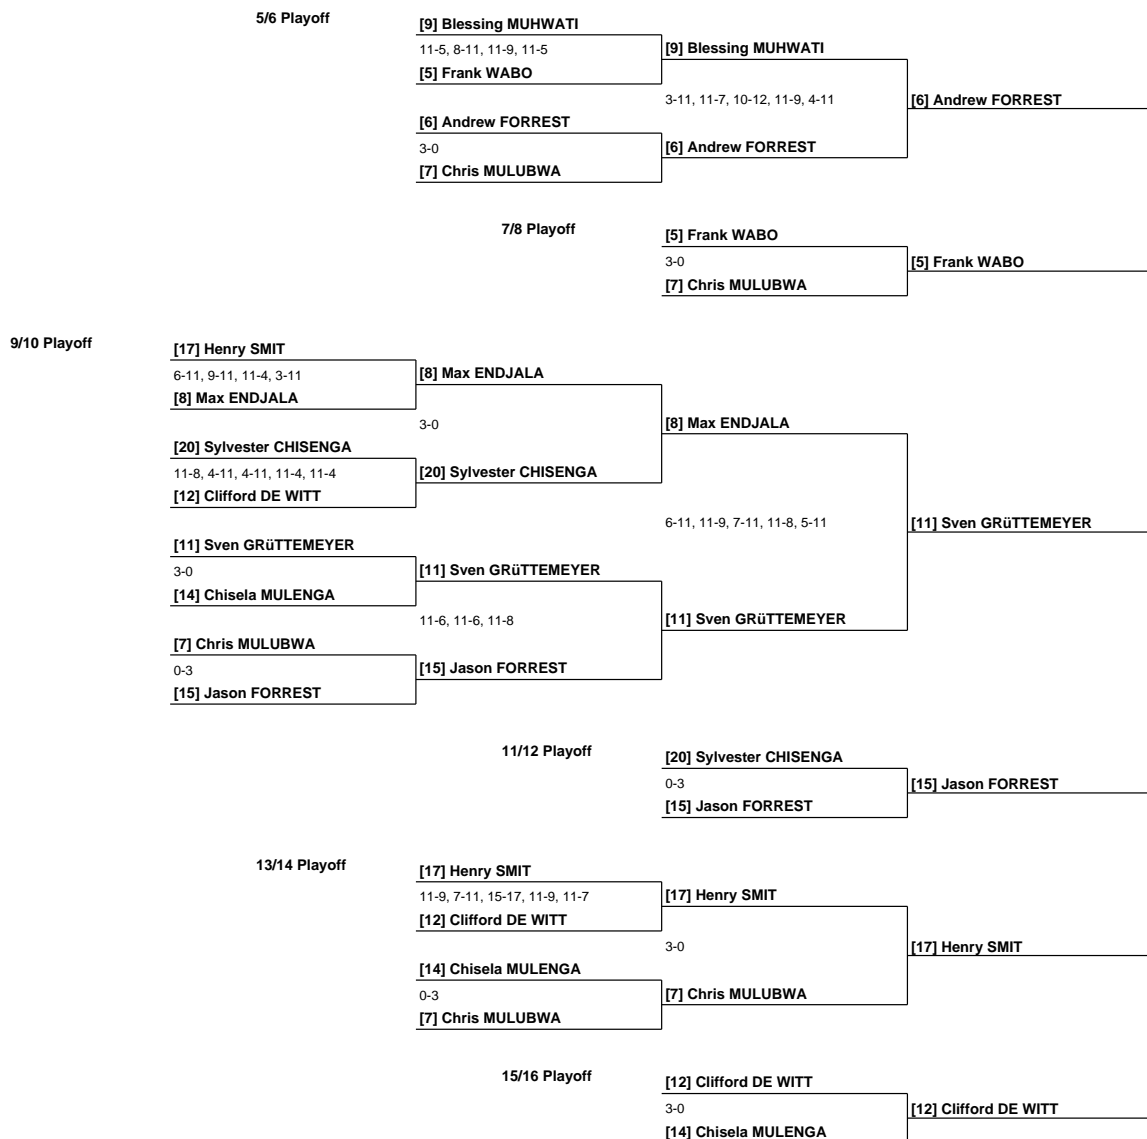 5/6 Playoff
[9] Blessing MUHWATI
11-5, 8-11, 11-9, 11-5
[9] Blessing MUHWATI
[5] Frank WABO
3-11, 11-7, 10-12, 11-9, 4-11
[6] Andrew FORREST
[6] Andrew FORREST
3-0
[6] Andrew FORREST
[7] Chris MULUBWA
7/8 Playoff
[5] Frank WABO
3-0
[5] Frank WABO
[7] Chris MULUBWA
9/10 Playoff
[17] Henry SMIT
6-11, 9-11, 11-4, 3-11
[8] Max ENDJALA
[8] Max ENDJALA
3-0
[8] Max ENDJALA
[20] Sylvester CHISENGA
11-8, 4-11, 4-11, 11-4, 11-4
[20] Sylvester CHISENGA
[12] Clifford DE WITT
6-11, 11-9, 7-11, 11-8, 5-11
[11] Sven GRüTTEMEYER
[11] Sven GRüTTEMEYER
3-0
[11] Sven GRüTTEMEYER
[14] Chisela MULENGA
11-6, 11-6, 11-8
[11] Sven GRüTTEMEYER
[7] Chris MULUBWA
0-3
[15] Jason FORREST
[15] Jason FORREST
11/12 Playoff
[20] Sylvester CHISENGA
0-3
[15] Jason FORREST
[15] Jason FORREST
13/14 Playoff
[17] Henry SMIT
11-9, 7-11, 15-17, 11-9, 11-7
[17] Henry SMIT
[12] Clifford DE WITT
3-0
[17] Henry SMIT
[14] Chisela MULENGA
0-3
[7] Chris MULUBWA
[7] Chris MULUBWA
15/16 Playoff
[12] Clifford DE WITT
3-0
[12] Clifford DE WITT
[14] Chisela MULENGA